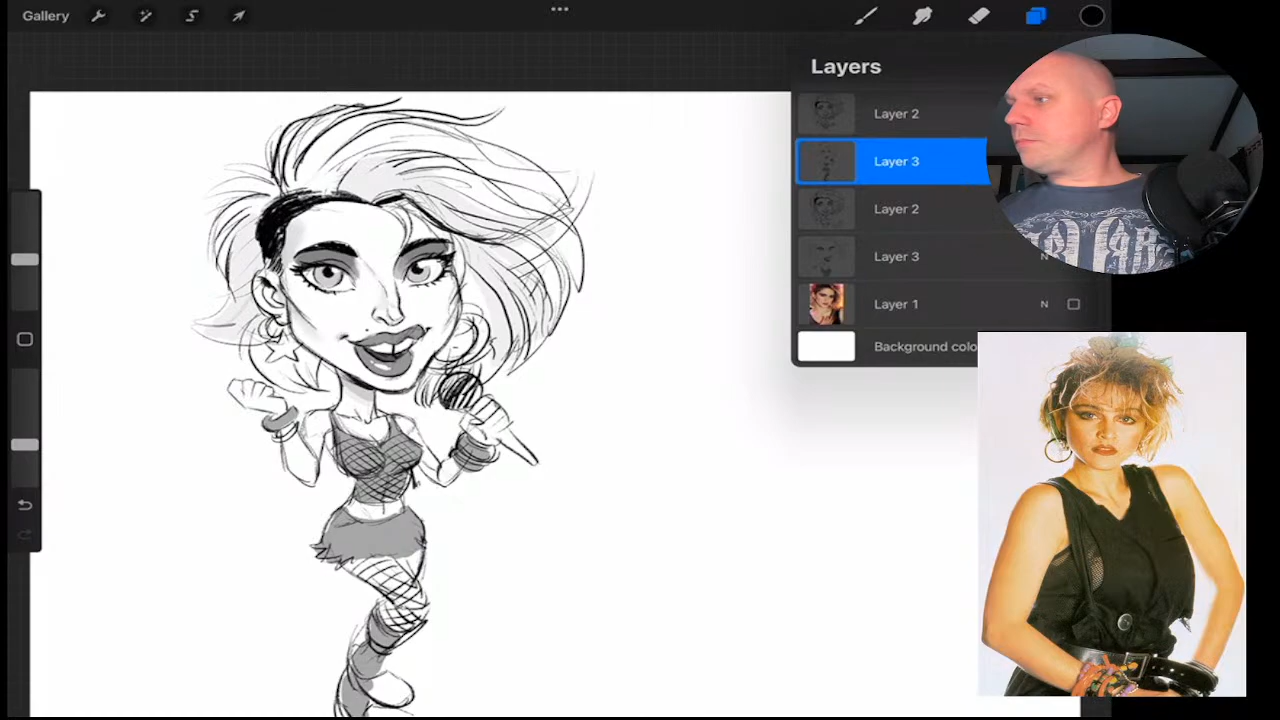 Gallery
Layers
Layer 2
Layer 3
Layer 2
Layer 3
N
Layer 1
N
Background colo